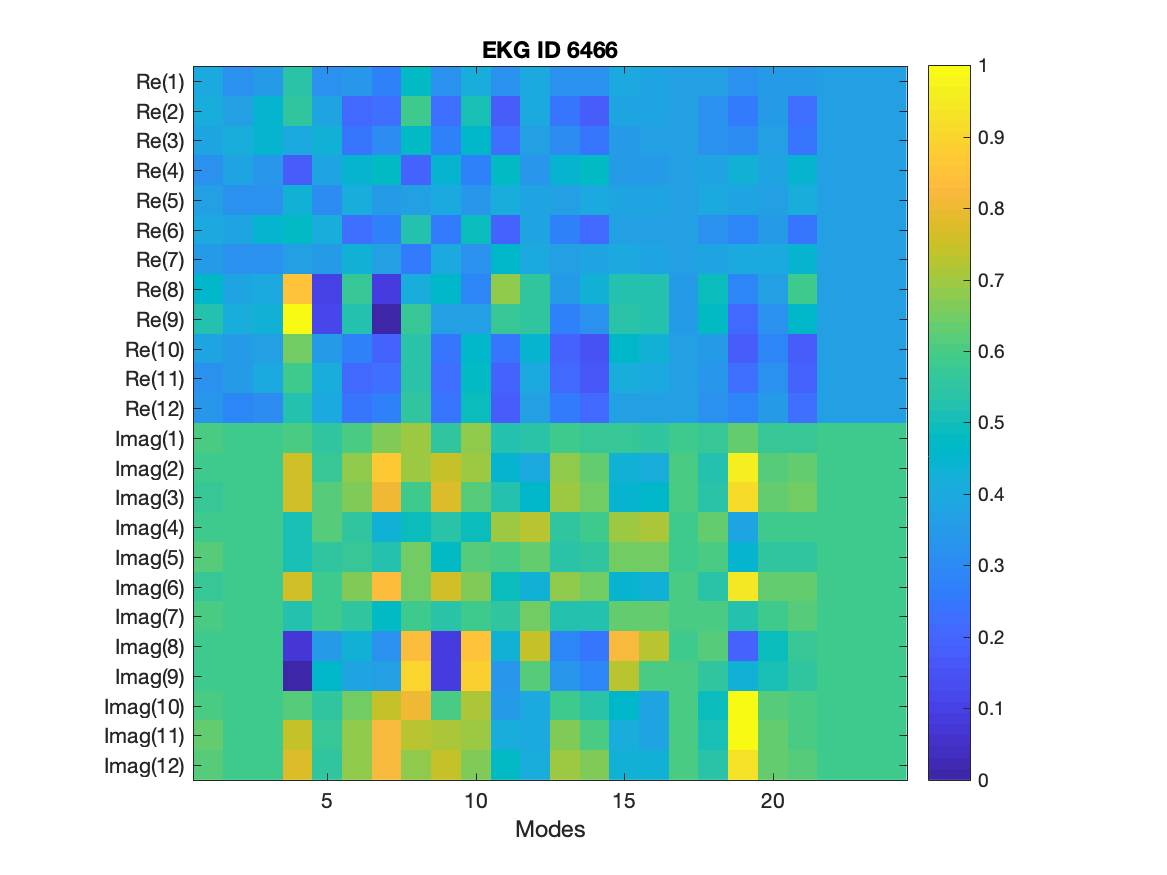 EKG ID 6466
Re(1)
Re(2)
Re(3)
Re(4)
Re(5)
Re(6)
Re(7)
Re(8)
Re(9)
Re(10)
Re(11)
Re(12)
Imag(1)
Imag(2)
Imag(3)
Imag(4)
Imag(5)
Imag(6)
Imag(7)
Imag(8)
Imag(9)
Imag(10)
Imag(11)
Imag(12)
5 10 15 20
Modes
1
0.9
0.8
0.7
0.6
0.5
0.4
0.3
0.2
0.1
0